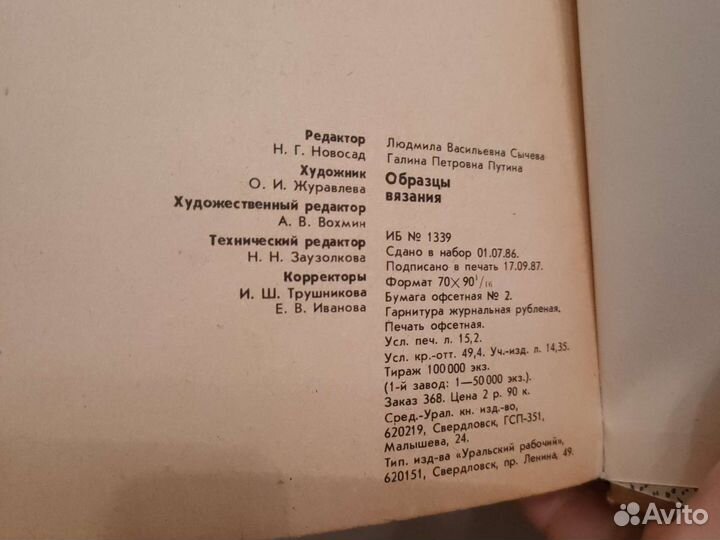 Редактор
Н. Г. Новосад
Художник
О. И. Журавлева
Художественный редактор
А. В. Вохмин
Технический редактор
Н. Н. Заузолкова
Корректоры
И. Ш. Трушникова
Е. В. Иванова
Людмила Васильевна Сычева
Галина Петровна Путина
Образцы
вязания
ИБ № 1339
Сдано в набор 01.07.86.
Подписано в печать 17.09.87.
Формат 70×90¹/₁₆
Бумага офсетная № 2.
Гарнитура журнальная рубленая.
Печать офсетная.
Усл. печ. л. 15,2.
Усл. кр.-отт. 49,4. Уч.-изд. л. 14,35.
Тираж 100 000 экз.
(1-й завод: 1—50 000 экз.).
Заказ 368. Цена 2 р. 90 к.
Сред.-Урал. кн. изд-во,
620219, Свердловск, ГСП-351,
Малышева, 24.
Тип. изд-ва «Уральский рабочий»,
620151, Свердловск, пр. Ленина, 49.
Avito